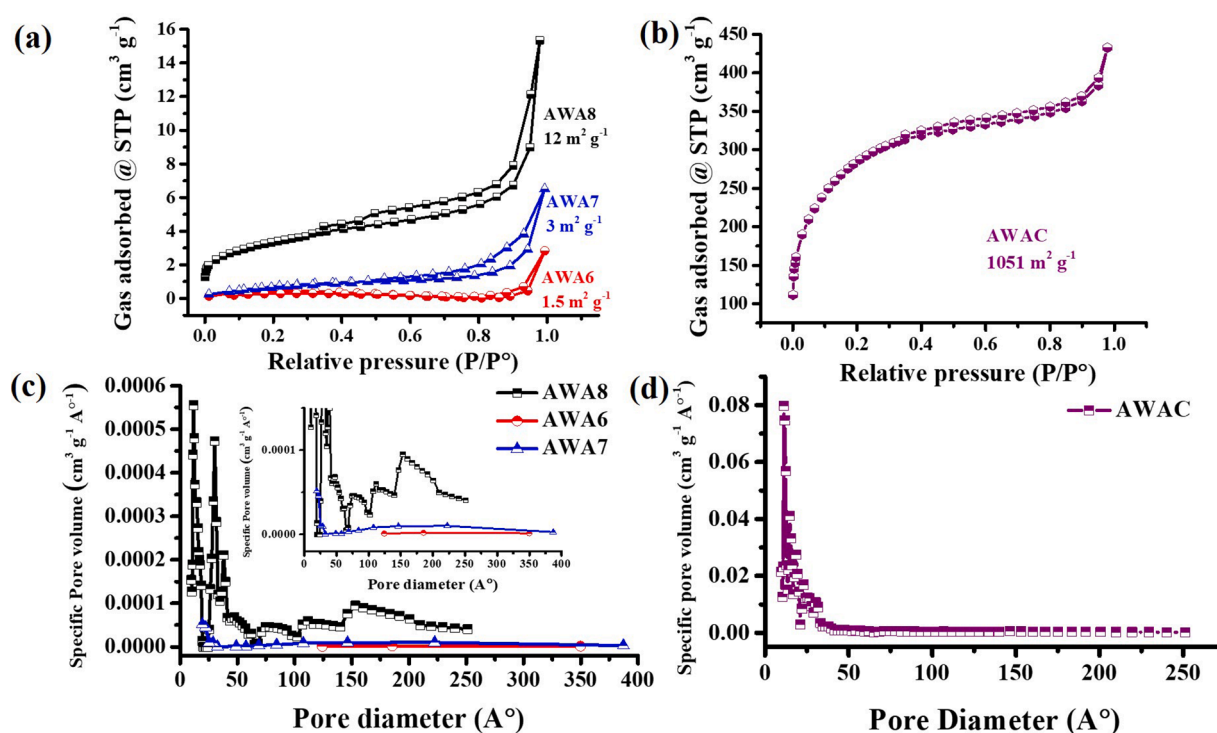 (a)
Gas adsorbed @ STP (cm³ g⁻¹)
16
14
12
10
8
6
4
2
0
AWA8
12 m² g⁻¹
AWA7
3 m² g⁻¹
AWA6
1.5 m² g⁻¹
0.0 0.2 0.4 0.6 0.8 1.0
Relative pressure (P/P°)
(b)
Gas adsorbed @ STP (cm³ g⁻¹)
450
400
350
300
250
200
150
100
AWAC
1051 m² g⁻¹
0.0 0.2 0.4 0.6 0.8 1.0
Relative pressure (P/P°)
(c)
Specific Pore volume (cm³ g⁻¹ A°⁻¹)
0.0006
0.0005
0.0004
0.0003
0.0002
0.0001
0.0000
AWA8
AWA6
AWA7
Specific Pore volume (cm³ g⁻¹ A°⁻¹)
0.0001
0.0000
0 25 50 75 100 150 200 250 300 350 400
Pore diameter (A°)
0 50 100 150 200 250 300 350 400
Pore diameter (A°)
(d)
Specific pore volume (cm³ g⁻¹ A°⁻¹)
0.08
0.06
0.04
0.02
0.00
AWAC
0 50 100 150 200 250
Pore Diameter (A°)